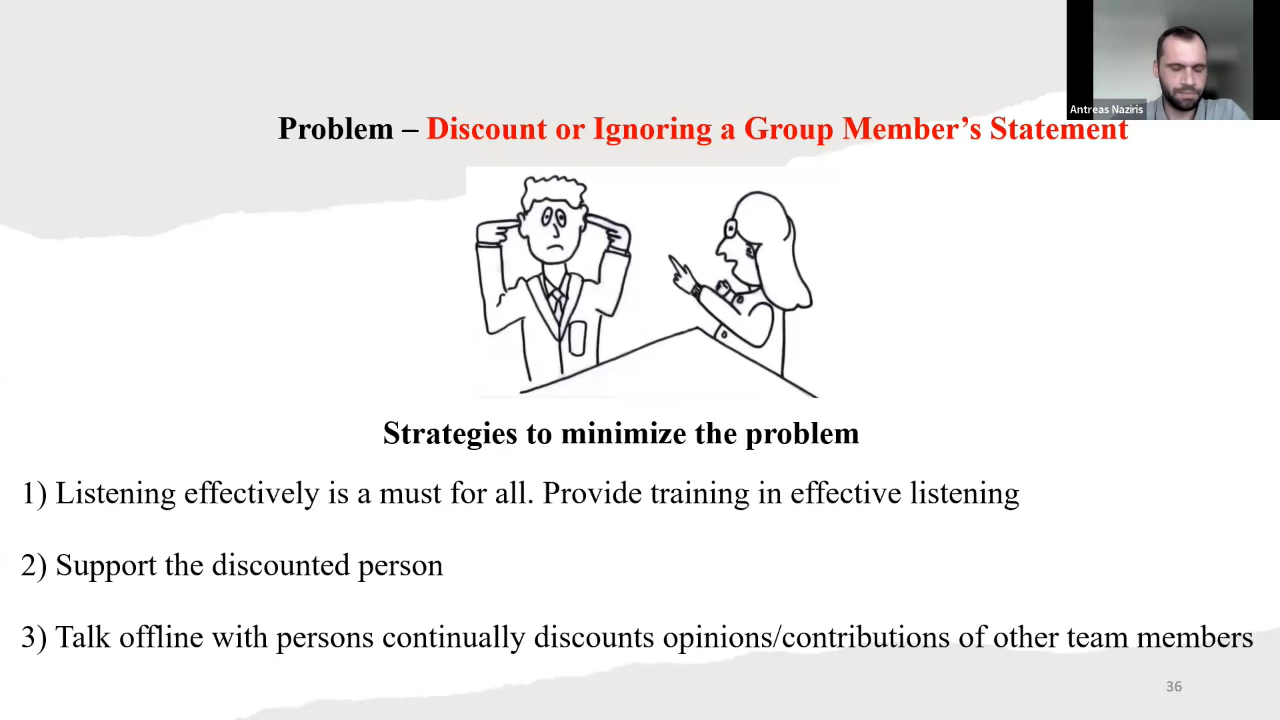 Antreas Naziris
Problem – Discount or Ignoring a Group Member’s Statement
Strategies to minimize the problem
1) Listening effectively is a must for all. Provide training in effective listening
2) Support the discounted person
3) Talk offline with persons continually discounts opinions/contributions of other team members
36